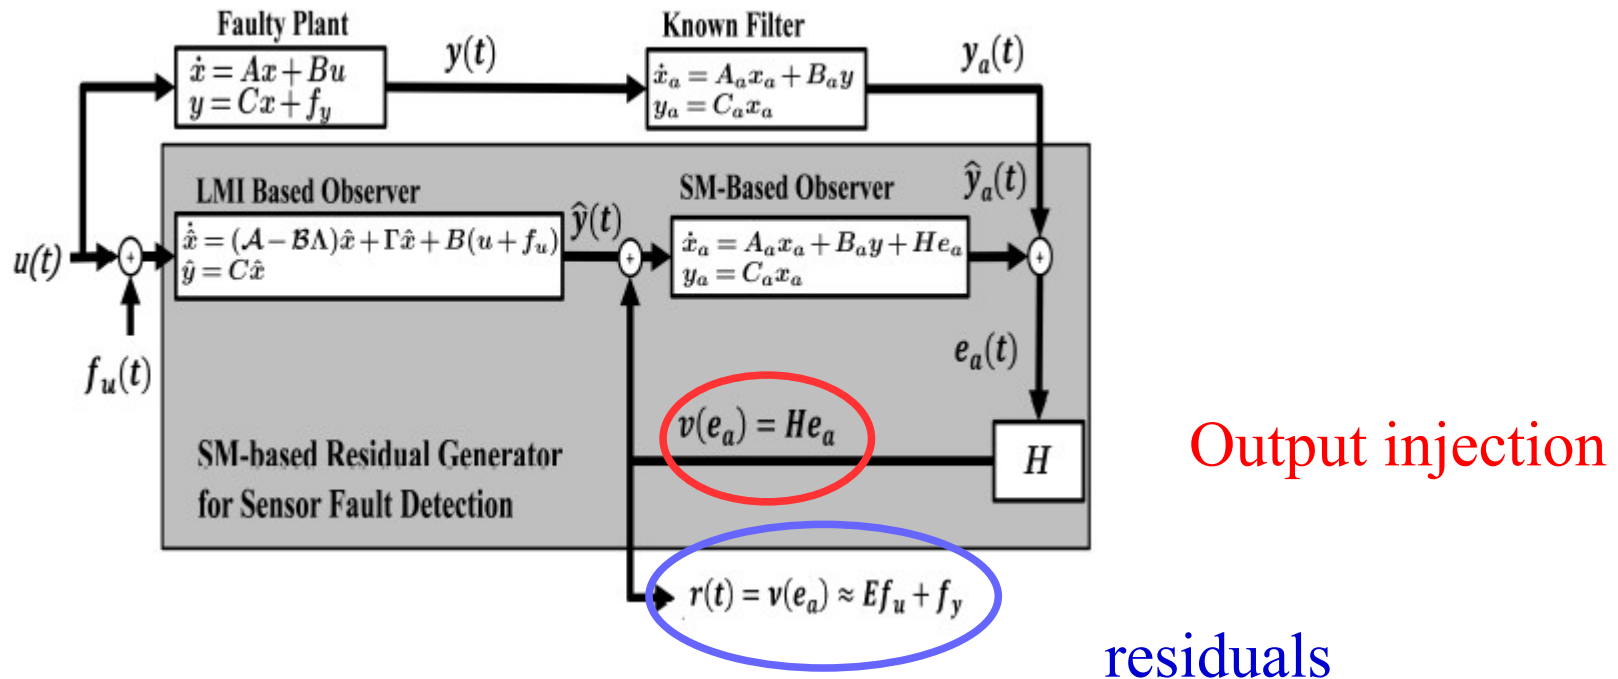 Faulty Plant
ẋ = Ax + Bu
y = Cx + f_y
y(t)
Known Filter
ẋ_a = A_a x_a + B_a y
y_a = C_a x_a
y_a(t)
LMI Based Observer
x̂̇ = (𝒜 − ℬΛ)x̂ + Γx̂ + B(u + f_u)
ŷ = Cx̂
ŷ(t)
+
SM-Based Observer
ẋ_a = A_a x_a + B_a y + He_a
y_a = C_a x_a
ŷ_a(t)
+
u(t)
+
f_u(t)
e_a(t)
v(e_a) = He_a
H
Output injection
SM-based Residual Generator
for Sensor Fault Detection
r(t) = v(e_a) ≈ Ef_u + f_y
residuals